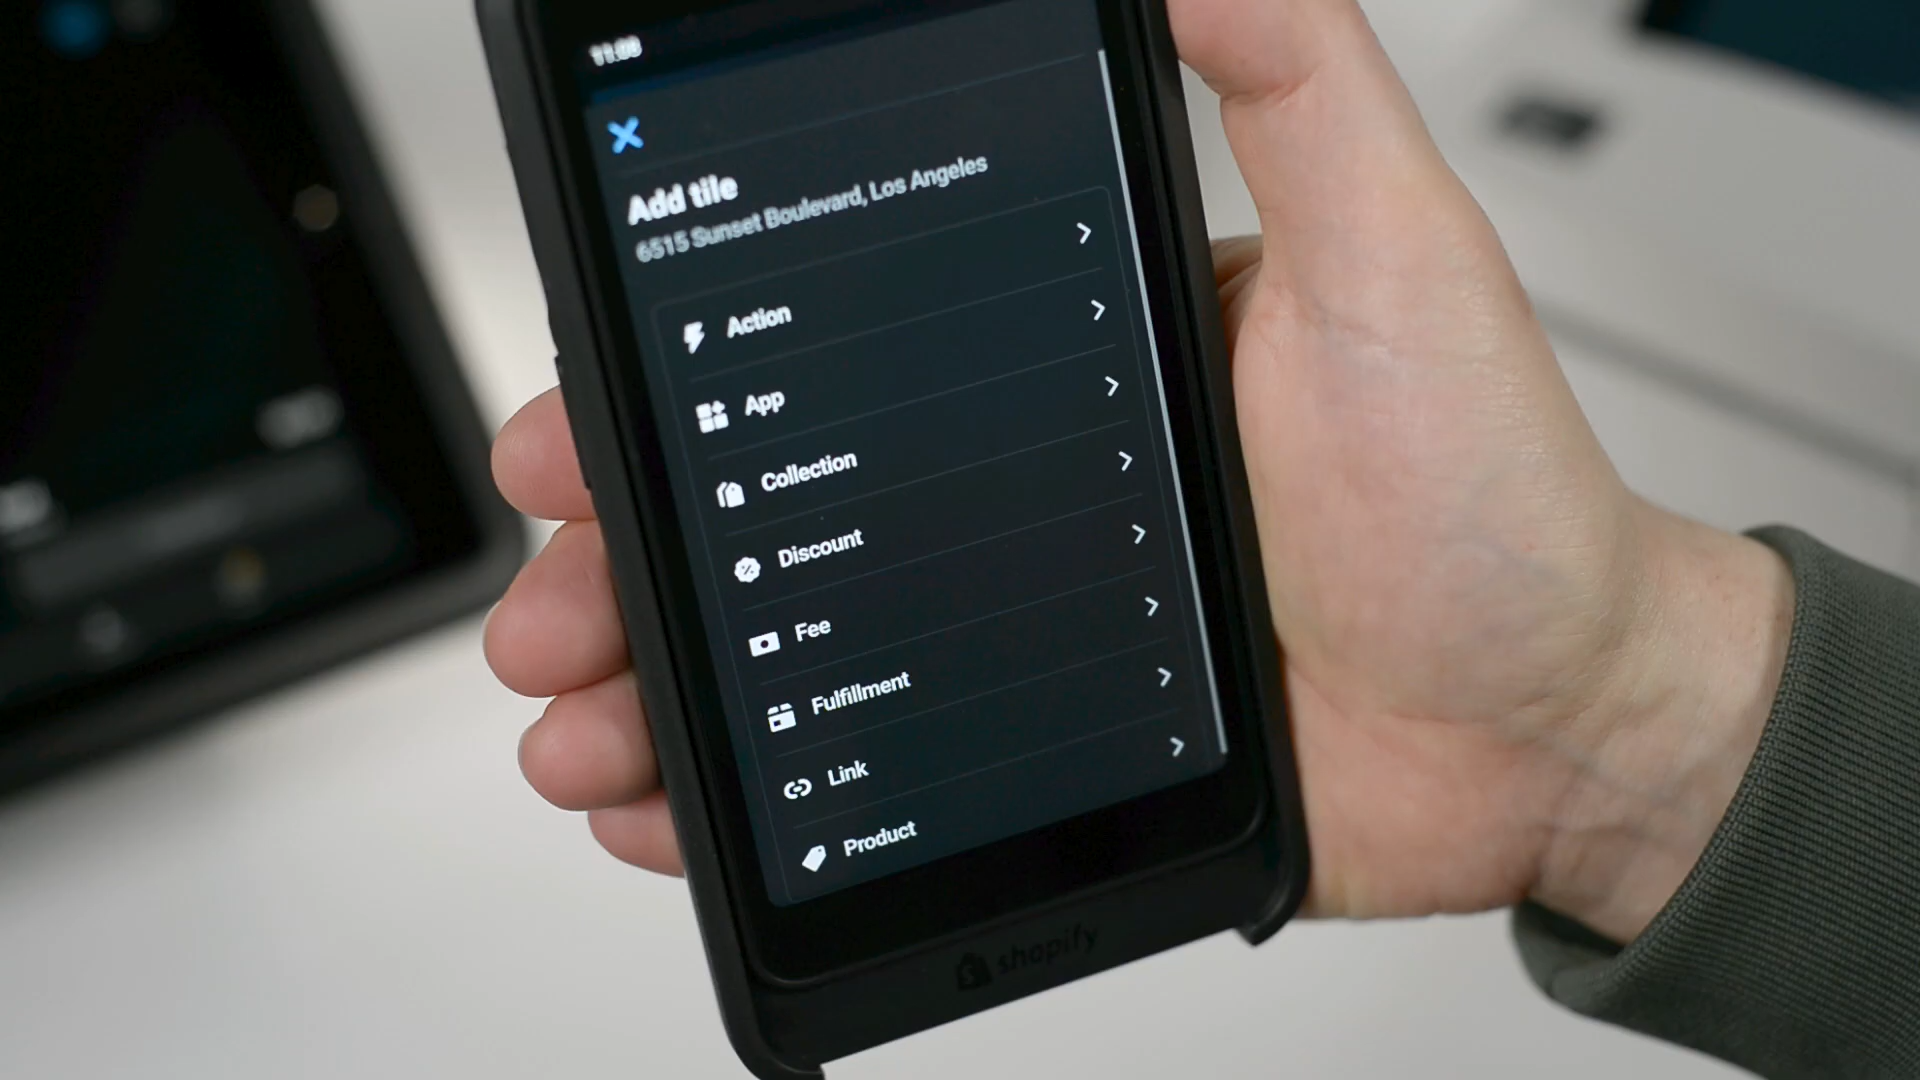 Add tile
6515 Sunset Boulevard, Los Angeles
Action
App
Collection
Discount
Fee
Fulfillment
Link
Product
shopify